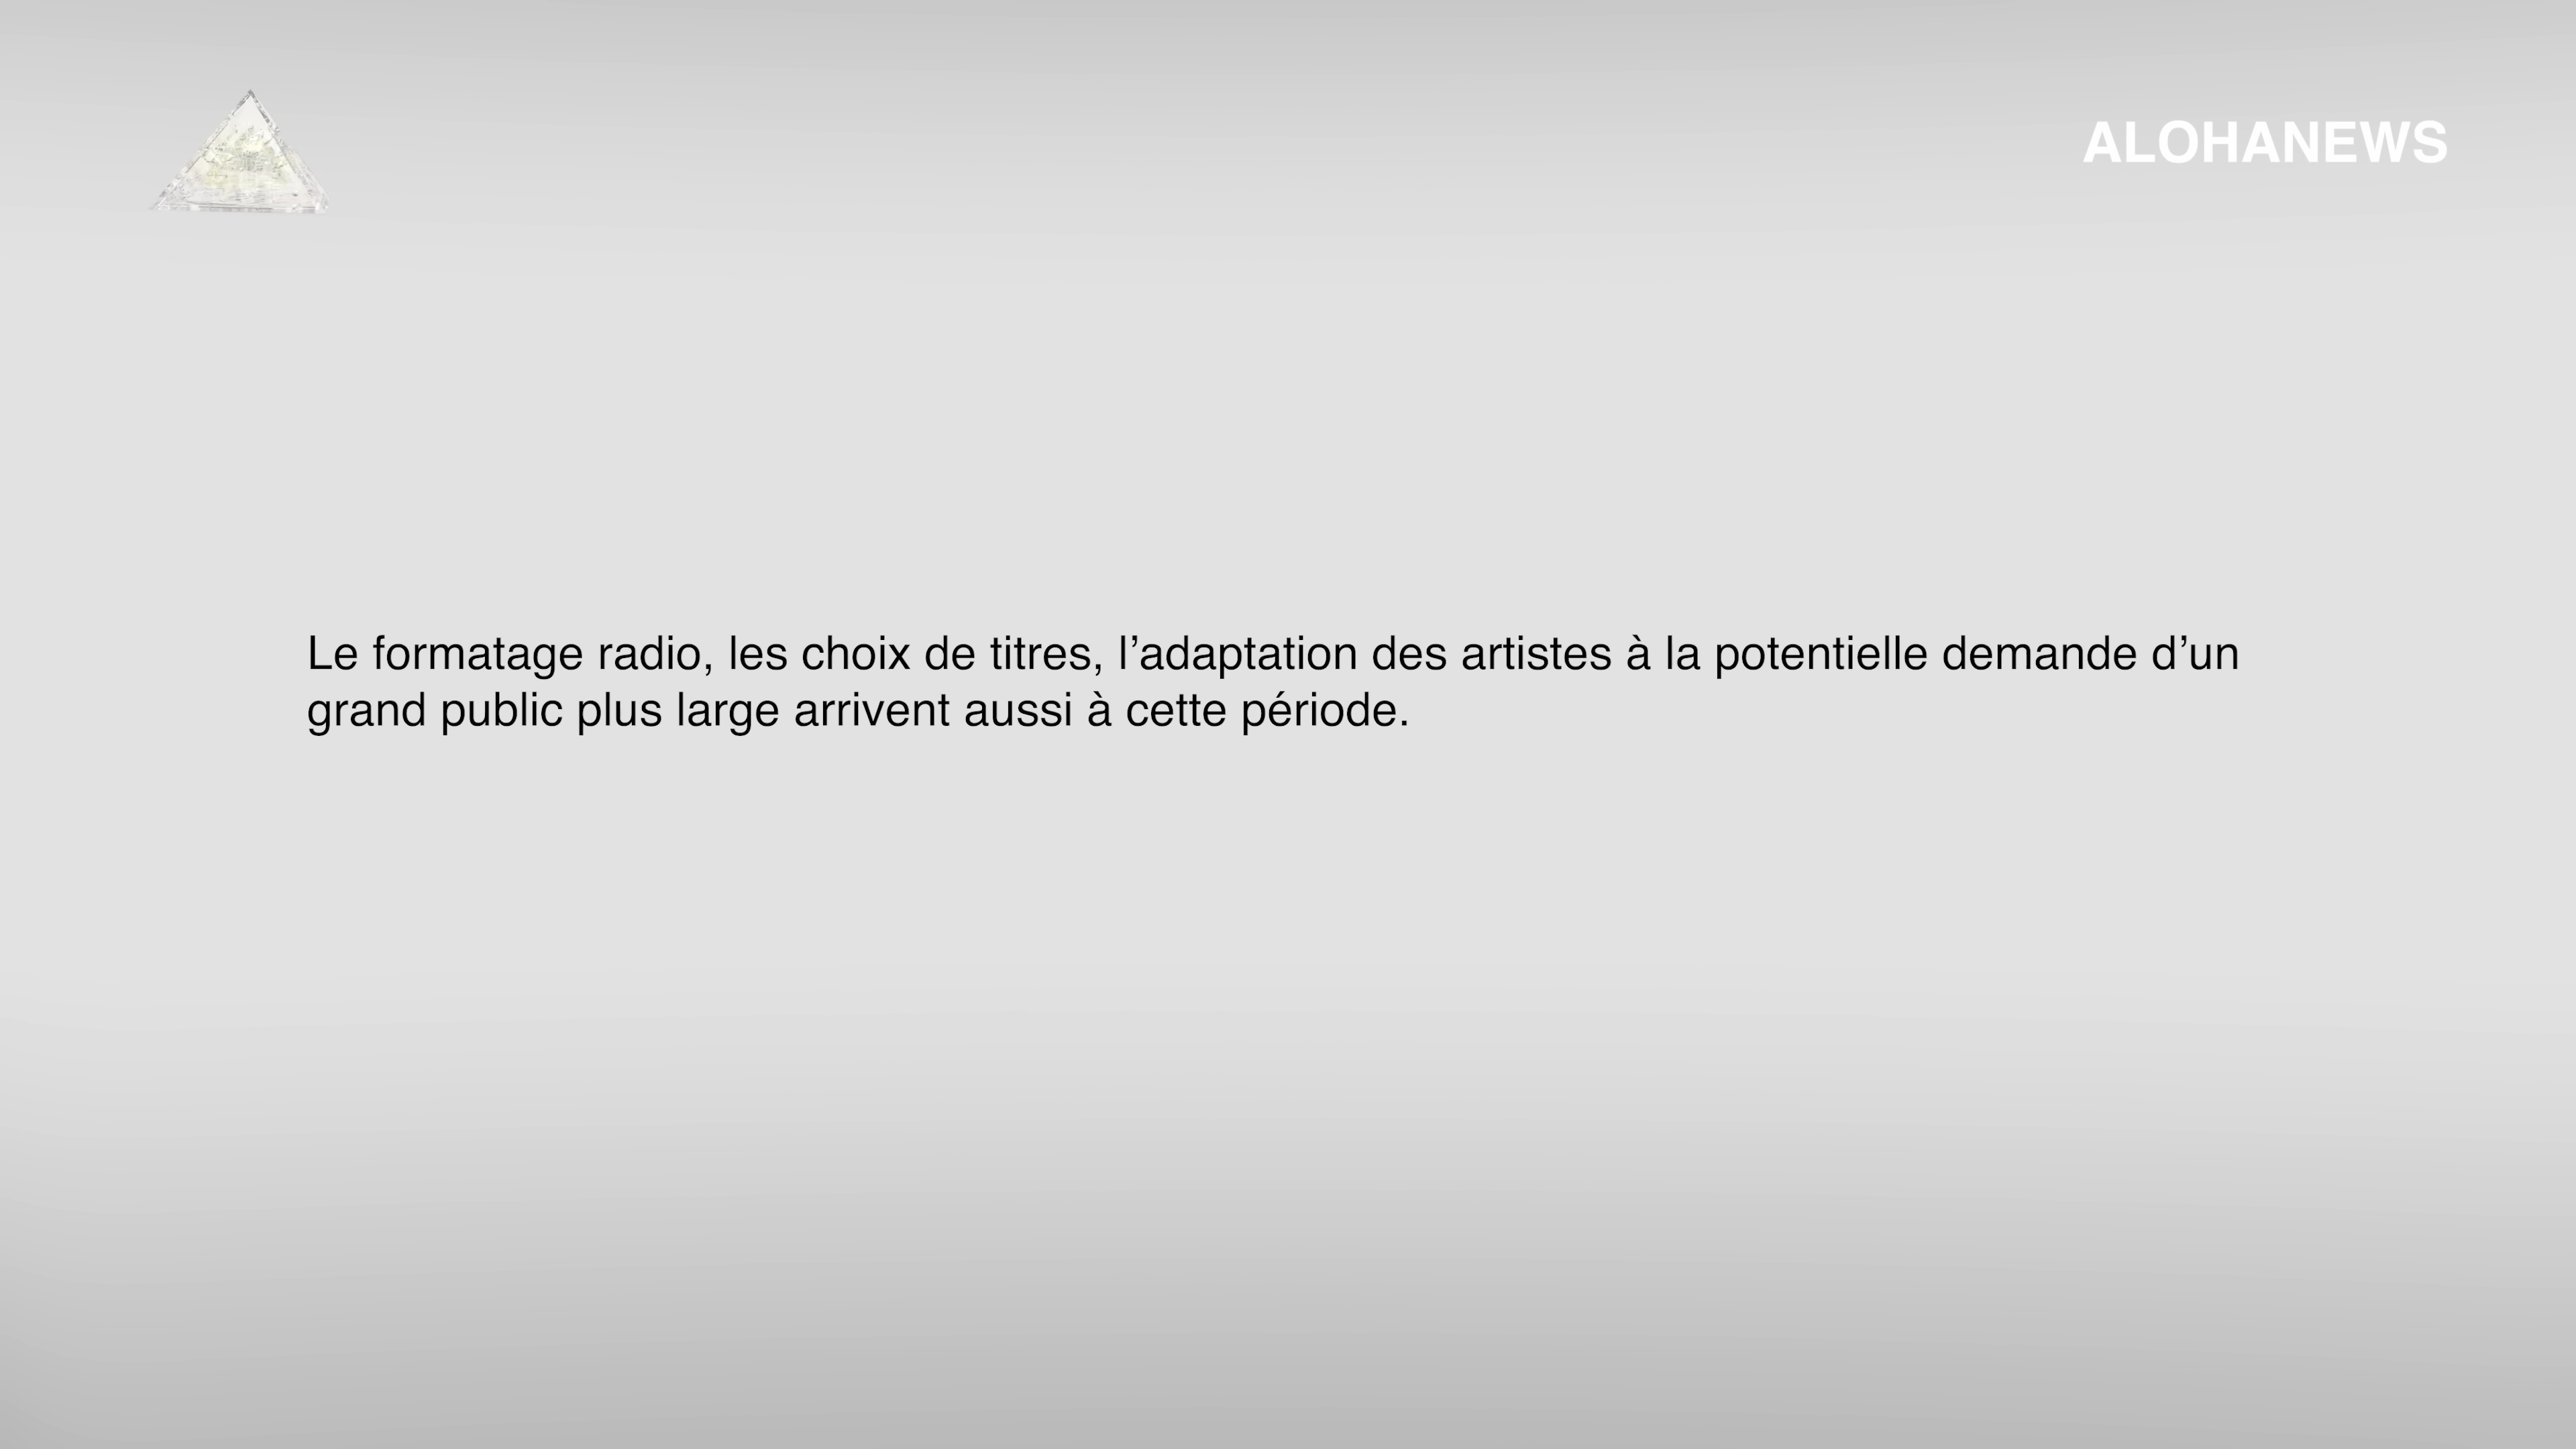 ALOHANEWS
Le formatage radio, les choix de titres, l’adaptation des artistes à la potentielle demande d’un
grand public plus large arrivent aussi à cette période.